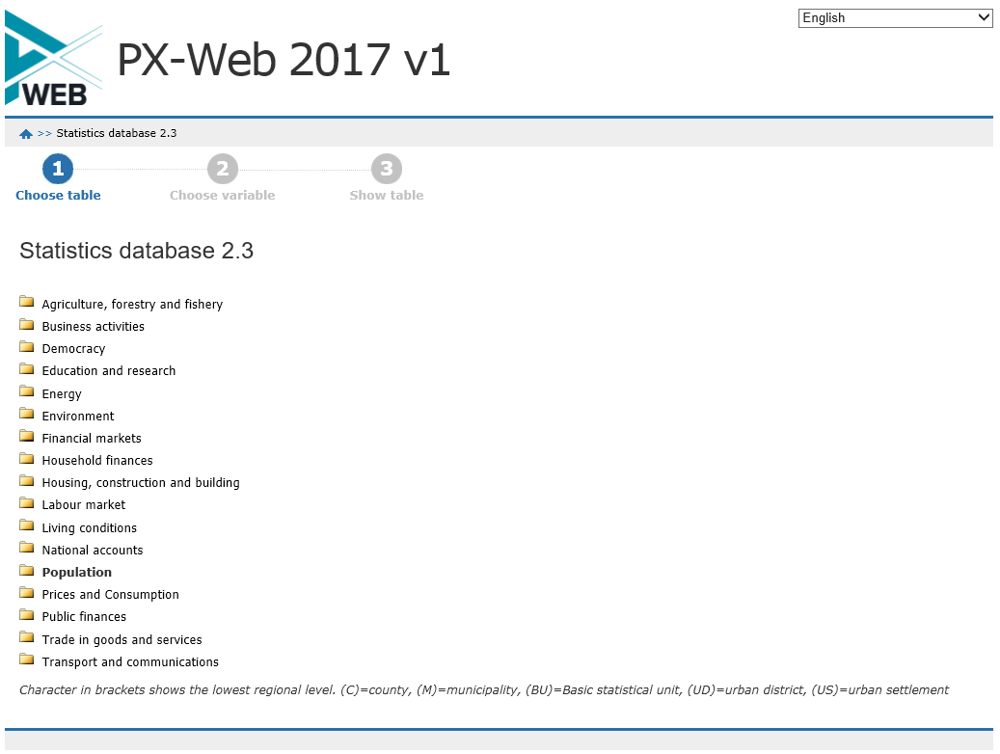 English
WEB
PX-Web 2017 v1
>> Statistics database 2.3
1 2 3
Choose table Choose variable Show table
Statistics database 2.3
Agriculture, forestry and fishery
Business activities
Democracy
Education and research
Energy
Environment
Financial markets
Household finances
Housing, construction and building
Labour market
Living conditions
National accounts
Population
Prices and Consumption
Public finances
Trade in goods and services
Transport and communications
Character in brackets shows the lowest regional level. (C)=county, (M)=municipality, (BU)=Basic statistical unit, (UD)=urban district, (US)=urban settlement